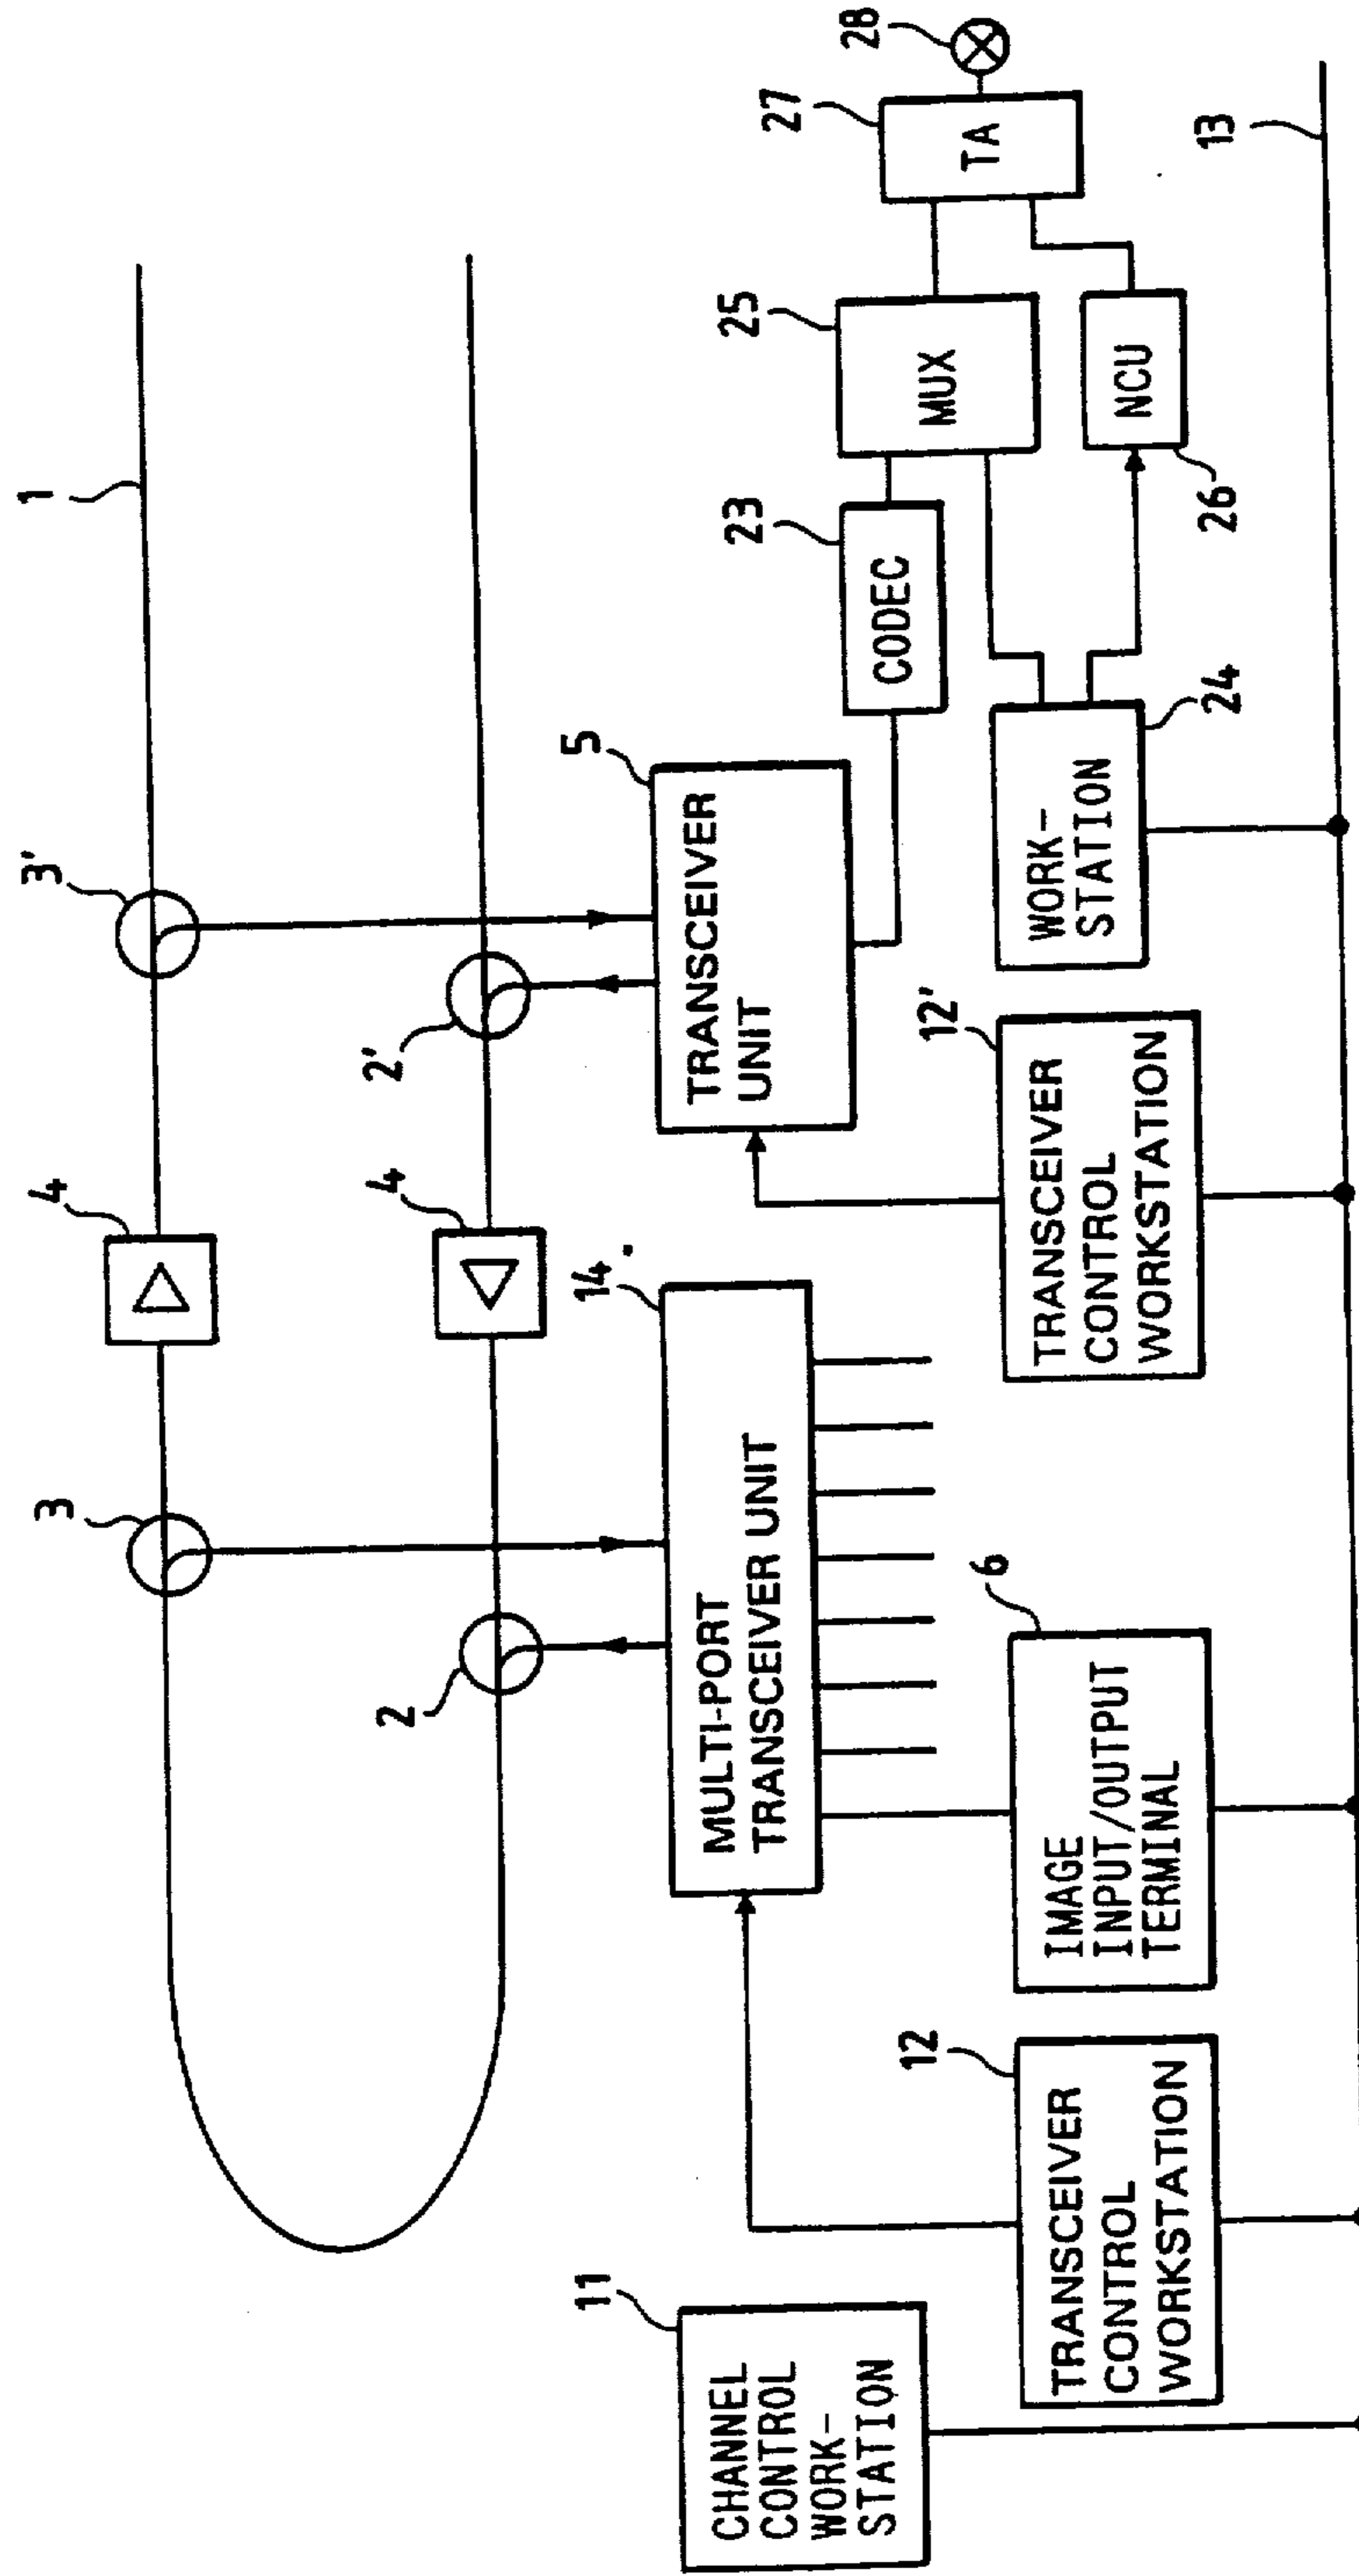 1
3
4
3'
2
4
2'
14
MULTI-PORT
TRANSCEIVER UNIT
5
TRANSCEIVER
UNIT
23
CODEC
25
MUX
27
TA
28
11
CHANNEL
CONTROL
WORK-
STATION
12
TRANSCEIVER
CONTROL
WORKSTATION
6
IMAGE
INPUT/OUTPUT
TERMINAL
12'
TRANSCEIVER
CONTROL
WORKSTATION
WORK-
STATION
24
NCU
26
13